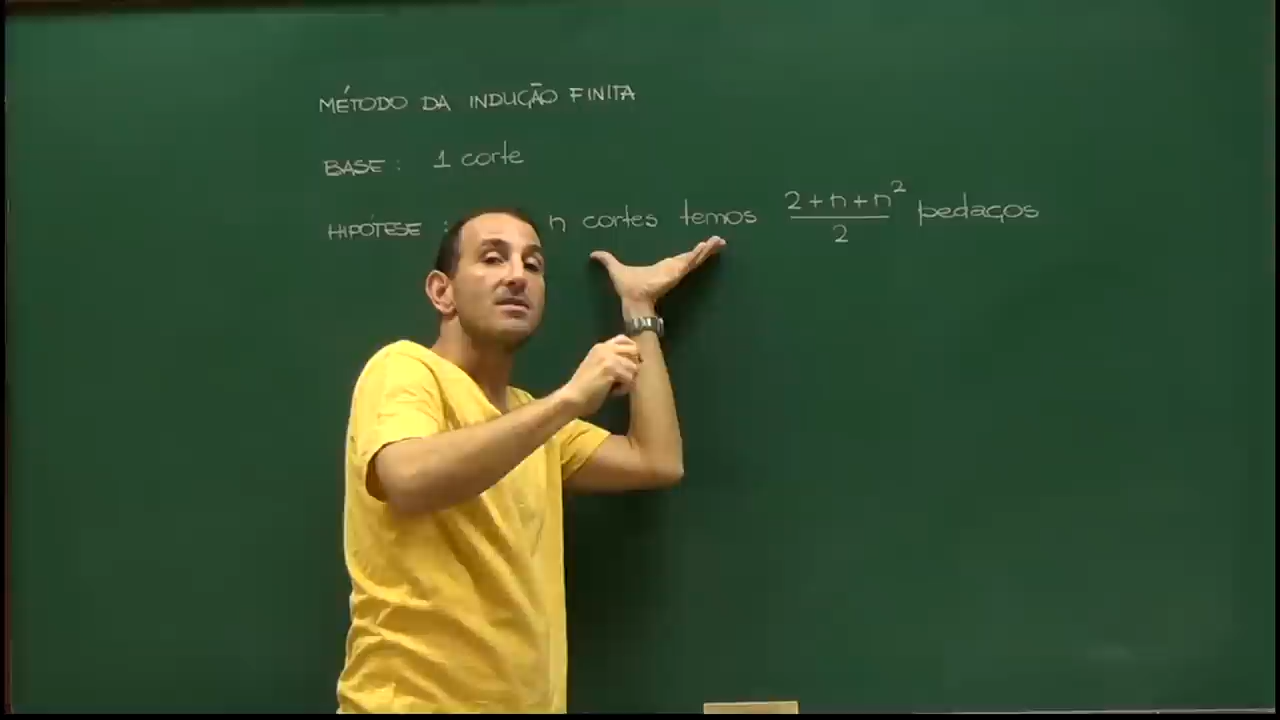 MÉTODO DA INDUÇÃO FINITA
BASE : 1 corte
HIPÓTESE : n cortes temos (2+n+n²)/2 pedaços